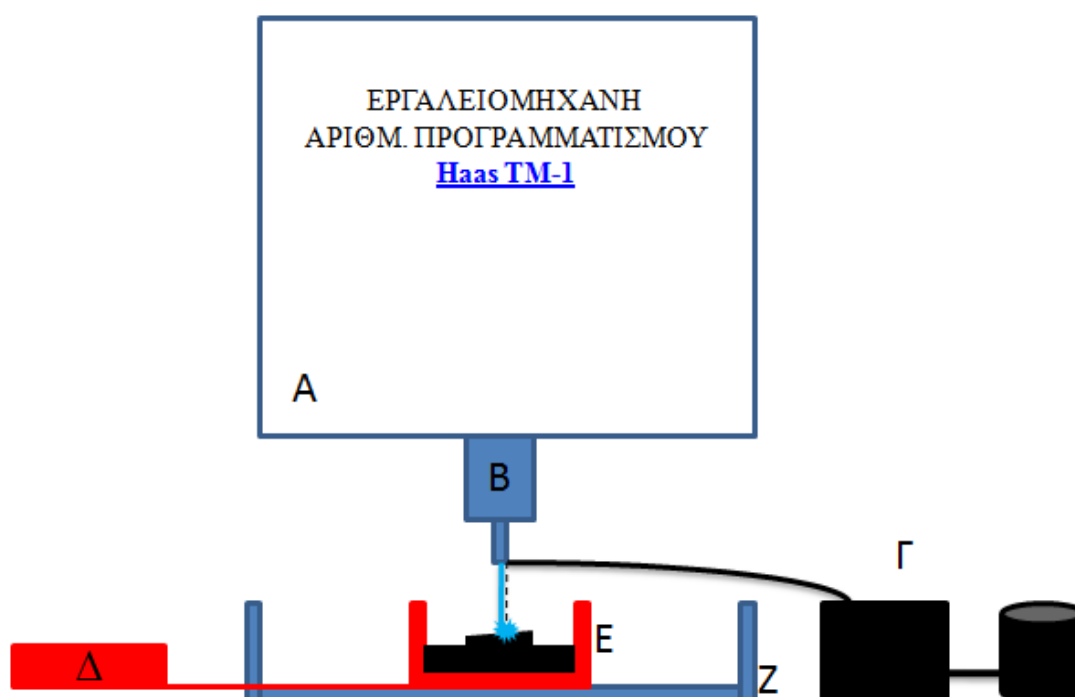 ΕΡΓΑΛΕΙΟΜΗΧΑΝΗ
ΑΡΙΘΜ. ΠΡΟΓΡΑΜΜΑΤΙΣΜΟΥ
Haas TM-1
Α
Β
Γ
Ε
Δ
Ζ